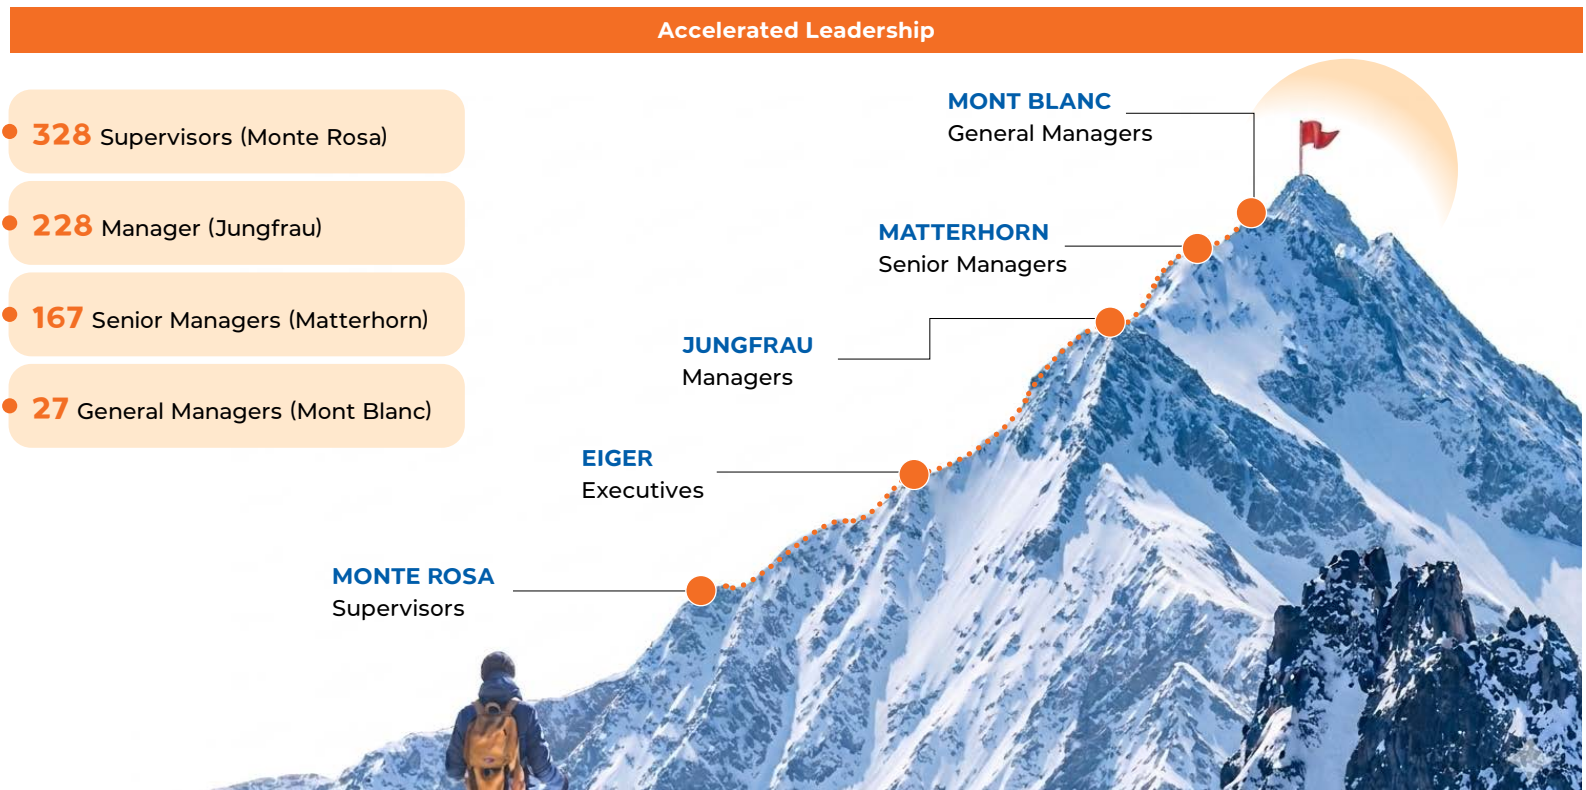 Accelerated Leadership
328 Supervisors (Monte Rosa)
228 Manager (Jungfrau)
167 Senior Managers (Matterhorn)
27 General Managers (Mont Blanc)
MONT BLANC
General Managers
MATTERHORN
Senior Managers
JUNGFRAU
Managers
EIGER
Executives
MONTE ROSA
Supervisors